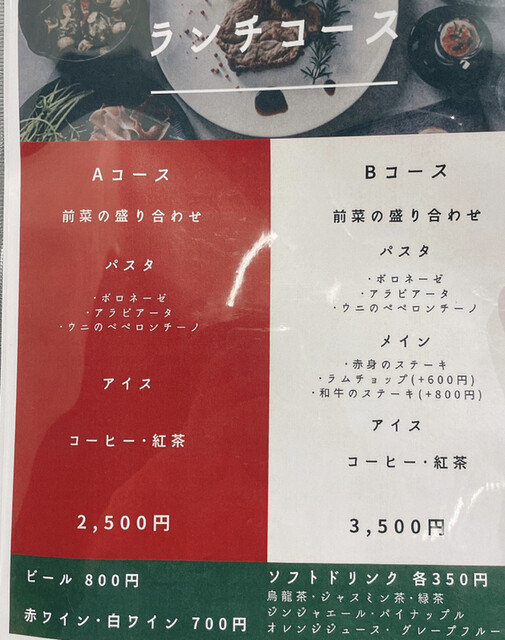 ランチコース
Aコース
前菜の盛り合わせ
パスタ
・ボロネーゼ
・アラビアータ
・ウニのペペロンチーノ
アイス
コーヒー・紅茶
2,500円
Bコース
前菜の盛り合わせ
パスタ
・ボロネーゼ
・アラビアータ
・ウニのペペロンチーノ
メイン
・赤身のステーキ
・ラムチョップ(+600円)
・和牛のステーキ(+800円)
アイス
コーヒー・紅茶
3,500円
ビール 800円
赤ワイン・白ワイン 700円
ソフトドリンク 各350円
烏龍茶・ジャスミン茶・緑茶
ジンジャエール・パイナップル
オレンジジュース・グレープフルー